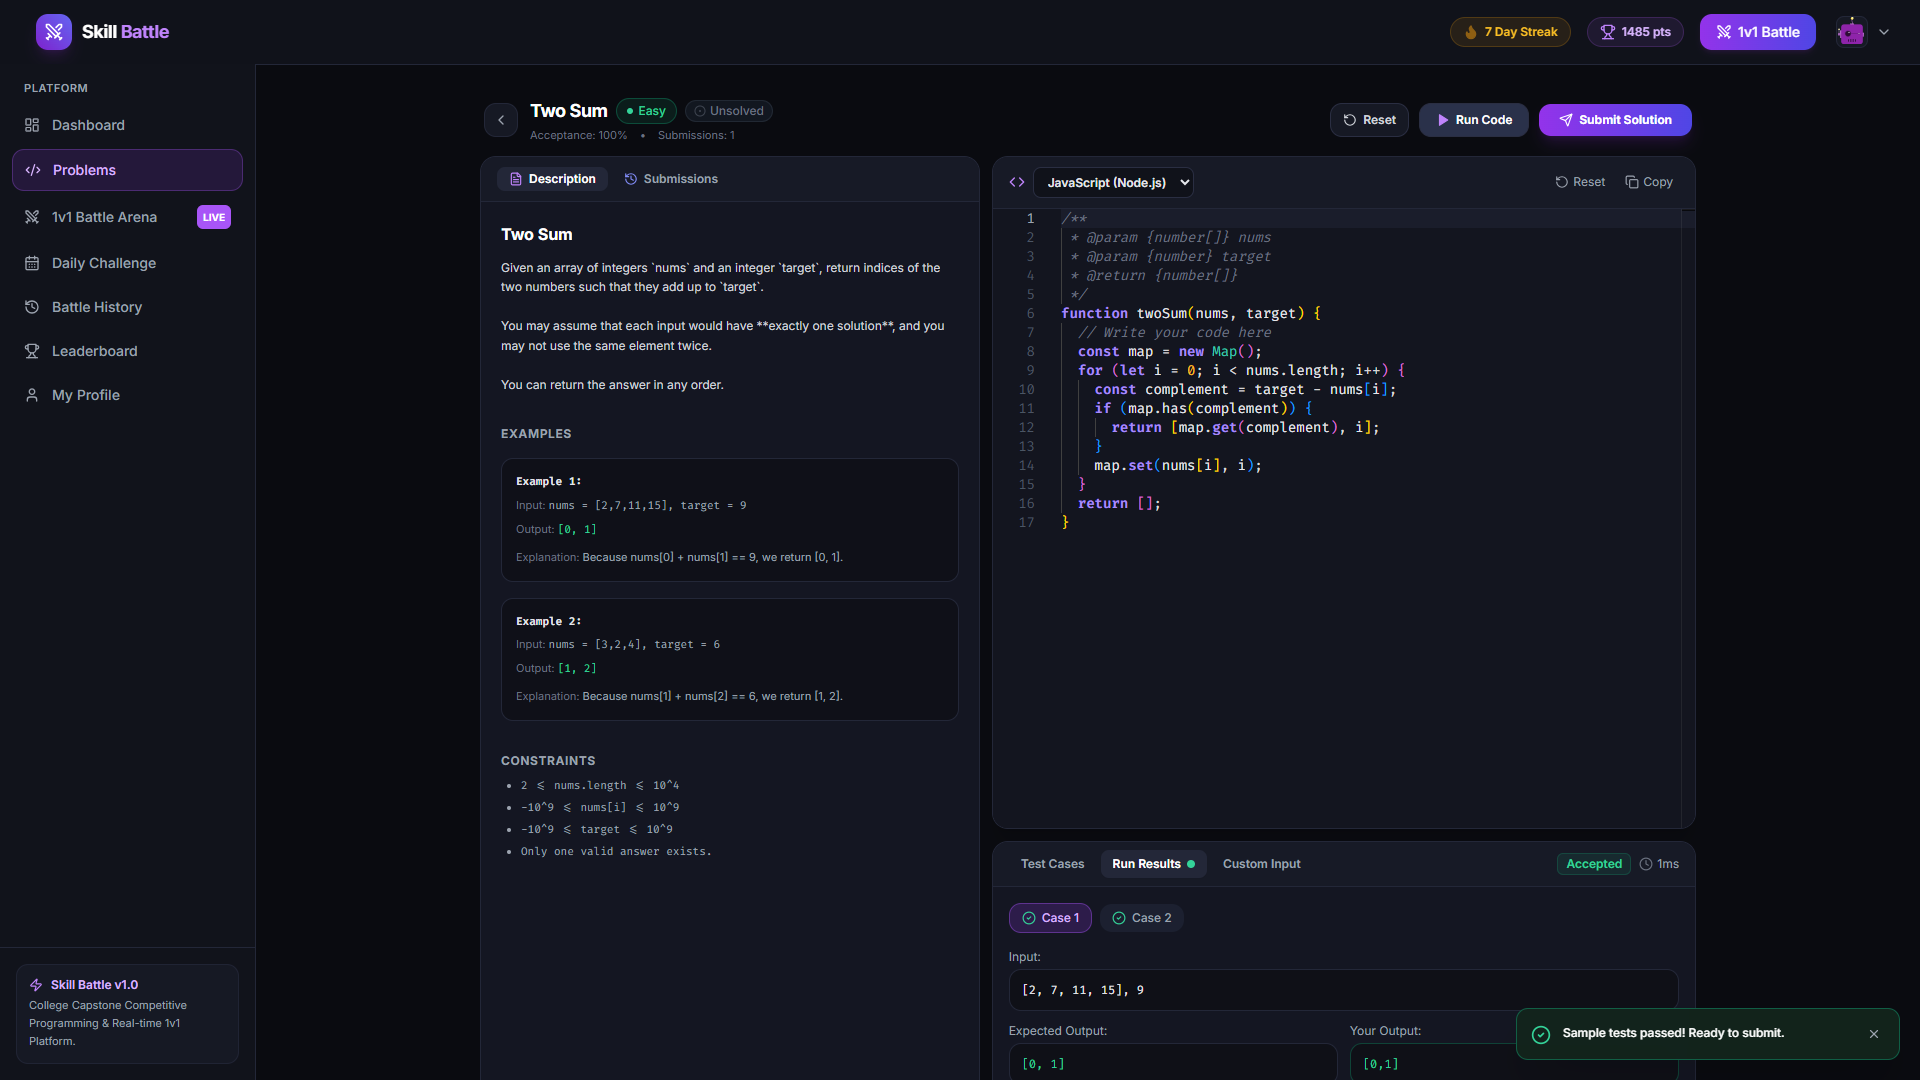 Skill Battle
7 Day Streak
1485 pts
1v1 Battle
PLATFORM
Dashboard
Problems
1v1 Battle Arena
LIVE
Daily Challenge
Battle History
Leaderboard
My Profile
Skill Battle v1.0
College Capstone Competitive
Programming & Real-time 1v1
Platform.
Two Sum
Easy
Unsolved
Acceptance: 100% • Submissions: 1
Reset
Run Code
Submit Solution
Description
Submissions
Two Sum
Given an array of integers `nums` and an integer `target`, return indices of the
two numbers such that they add up to `target`.
You may assume that each input would have **exactly one solution**, and you
may not use the same element twice.
You can return the answer in any order.
EXAMPLES
Example 1:
Input: nums = [2,7,11,15], target = 9
Output: [0, 1]
Explanation: Because nums[0] + nums[1] == 9, we return [0, 1].
Example 2:
Input: nums = [3,2,4], target = 6
Output: [1, 2]
Explanation: Because nums[1] + nums[2] == 6, we return [1, 2].
CONSTRAINTS
• 2 ≤ nums.length ≤ 10^4
• -10^9 ≤ nums[i] ≤ 10^9
• -10^9 ≤ target ≤ 10^9
• Only one valid answer exists.
JavaScript (Node.js)
Reset
Copy
1 /**
2 * @param {number[]} nums
3 * @param {number} target
4 * @return {number[]}
5 */
6 function twoSum(nums, target) {
7 // Write your code here
8 const map = new Map();
9 for (let i = 0; i < nums.length; i++) {
10 const complement = target - nums[i];
11 if (map.has(complement)) {
12 return [map.get(complement), i];
13 }
14 map.set(nums[i], i);
15 }
16 return [];
17 }
Test Cases
Run Results
Custom Input
Accepted
1ms
Case 1
Case 2
Input:
[2, 7, 11, 15], 9
Expected Output:
[0, 1]
Your Output:
[0,1]
Sample tests passed! Ready to submit.